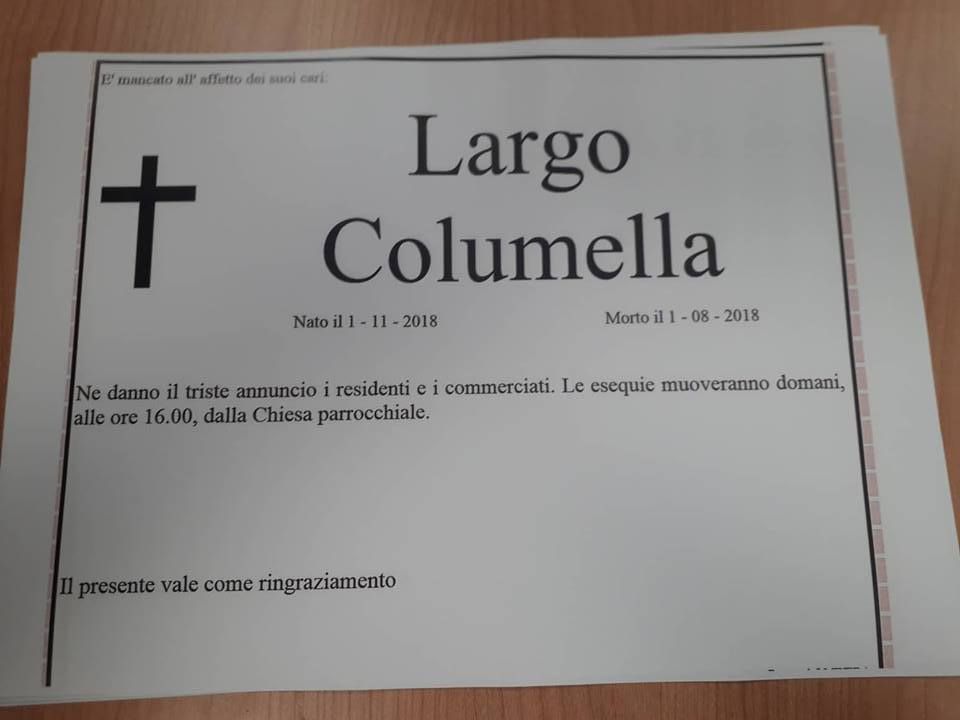 E' mancato all' affetto dei suoi cari:
Largo
Columella
Nato il 1 - 11 - 2018
Morto il 1 - 08 - 2018
Ne danno il triste annuncio i residenti e i commerciati. Le esequie muoveranno domani,
alle ore 16.00, dalla Chiesa parrocchiale.
Il presente vale come ringraziamento